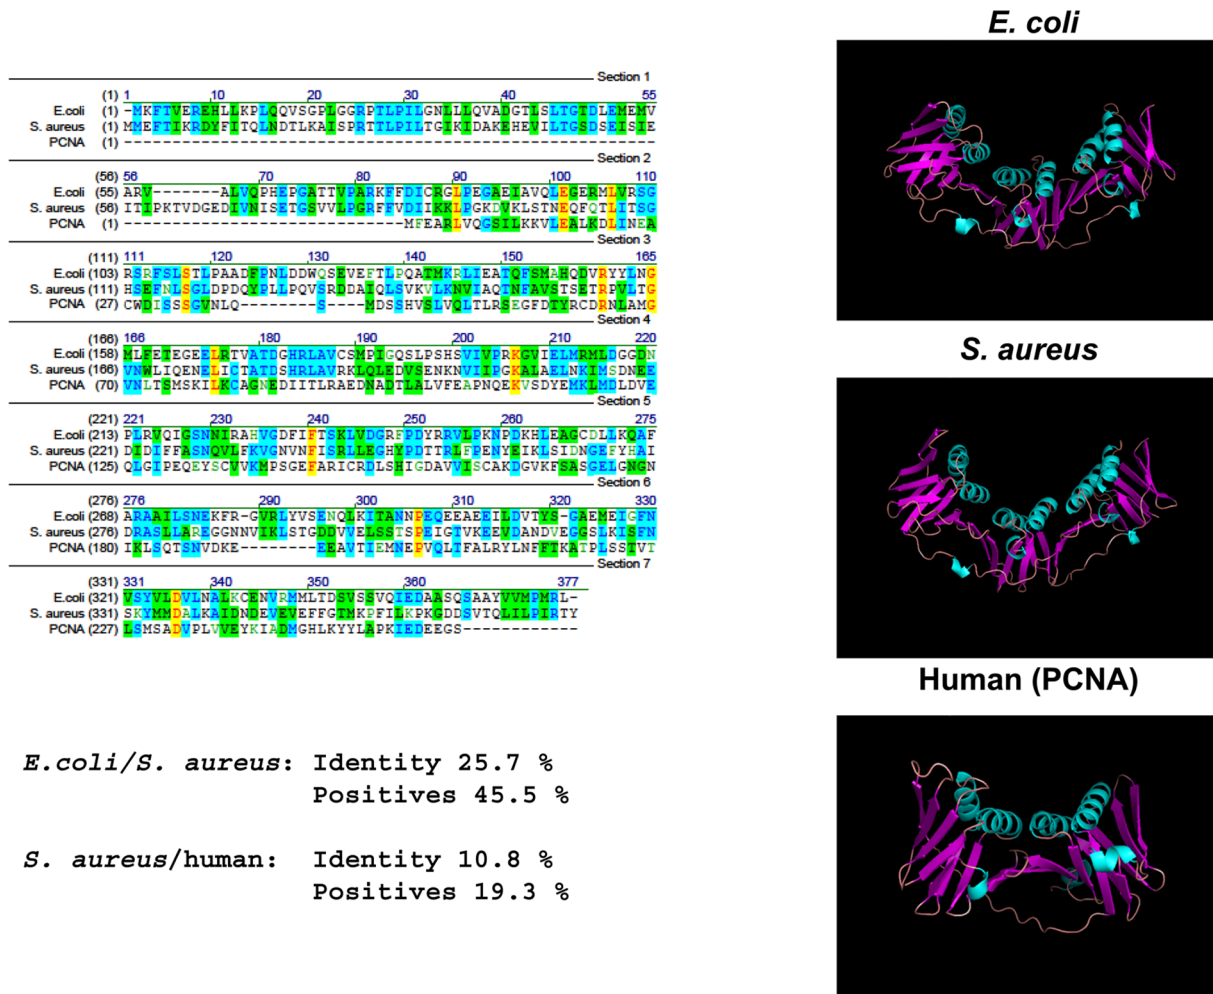 E. coli
Section 1
(1) 1 10 20 30 40 55
E.coli (1) -MKFTVEREHLLKPLQQVSGPLGGRPTLPILGNLLLQVADGTLSLTGTDLEMEMV
S. aureus (1) MMEFTIKRDYFITQLNDTLKAISPRTTLPILTGIKIDAKEHEVILTGSDSEISIE
PCNA (1) -------------------------------------------------------
Section 2
(56) 56 70 80 90 100 110
E.coli (55) ARV-------ALVQPHEPGATTVPARKFFDICRGLPEGAEIAVQLEGERMLVRSG
S. aureus (56) ITIPKTVDGEDIVNISETGSVVLPGRFFVDIIKKLPGKDVKLSTNEQFQTLITSG
PCNA (1) -----------------------------MFEARLVQGSILKKVLEALKDLINEA
Section 3
(111) 111 120 130 140 150 165
E.coli (103) RSRFSLSTLPAADFPNLDDWQSEVEFTLPQATMKRLIEATQFSMAHQDVRYYLNG
S. aureus (111) HSEFNLSGLDPDQYPLLPQVSRDDAIQLSVKVLKNVIAQTNFAVSTSETRPVLTG
PCNA (27) CWDISSSGVNLQ--------S----MDSSHVSLVQLTLRSEGFDTYRCDRNLAMG
Section 4
(166) 166 180 190 200 210 220
E.coli (158) MLFETEGEELRTVATDGHRLAVCSMPIGQSLPSHSVIVPRKGVIELMRMLDGGDN
S. aureus (166) VNWLIQENELICTATDSHRLAVRKLQLEDVSENKNVIIPGKALAELNKIMSDNEE
PCNA (70) VNLTSMSKILKCAGNEDIITLRAEDNADTLALVFEAPNQEKVSDYEMKLMDLDVE
Section 5
(221) 221 230 240 250 260 275
E.coli (213) PLRVQIGSNNIRAHVGDFIFTSKLVDGRFPDYRRVLPKNPDKHLEAGCDLLKQAF
S. aureus (221) DIDIFFASNQVLFKVGNVNFISRLLEGHYPDTTRLFPENYEIKLSIDNGEFYHAI
PCNA (125) QLGIPEQEYSCVVKMPSGEFARICRDLSHIGDAVVISCAKDGVKFSASGELGNGN
Section 6
(276) 276 290 300 310 320 330
E.coli (268) ARAAILSNEKFR-GVRLYVSENQLKITANNPEQEEAEEILDVTYS-GAEMEIGFN
S. aureus (276) DRASLLAREGGNNVIKLSTGDDVVELSSTSPEIGTVKEEVDANDVEGGSLKISFN
PCNA (180) IKLSQTSNVDKE--------EEAVTIEMNEPVQLTFALRYLNFFTKATPLSSTVT
Section 7
(331) 331 340 350 360 377
E.coli (321) VSYVLDVLNALKCENVRMMLTDSVSSVQIEDAASQSAAYVVMPMRL-
S. aureus (331) SKYMMDALKAIDNDEVEVEFFGTMKPFILKPKGDDSVTQLILPIRTY
PCNA (227) LSMSADVPLVVEYKIADMGHLKYYLAPKIEDEEGS------------
S. aureus
Human (PCNA)
E.coli/S. aureus: Identity 25.7 %
Positives 45.5 %
S. aureus/human: Identity 10.8 %
Positives 19.3 %